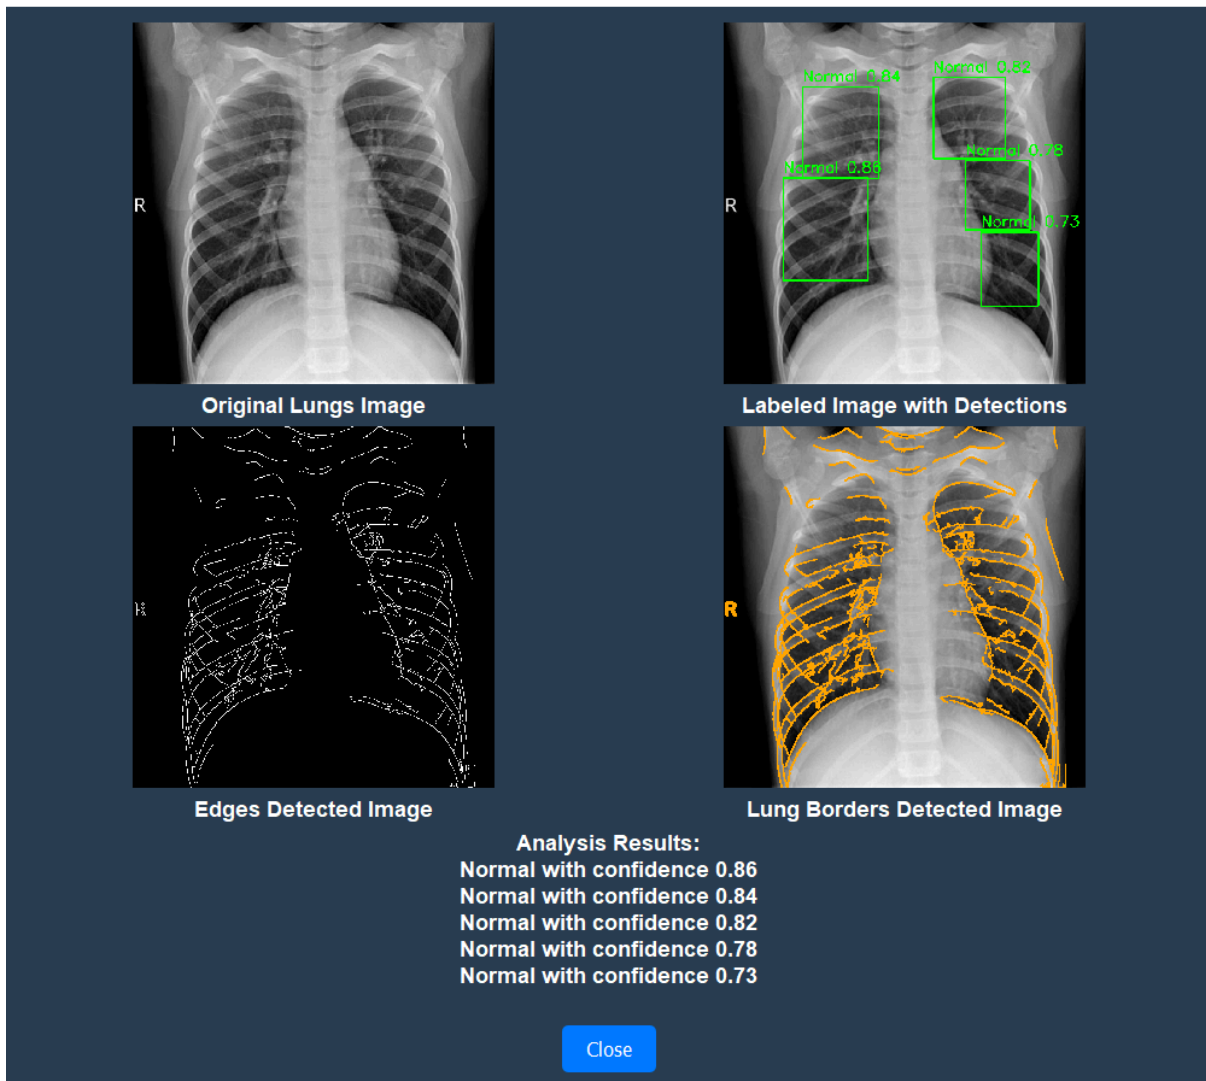 R
Original Lungs Image
Normal 0.84
Normal 0.82
Normal 0.78
Normal 0.86
R
Normal 0.73
Labeled Image with Detections
R
Edges Detected Image
R
Lung Borders Detected Image
Analysis Results:
Normal with confidence 0.86
Normal with confidence 0.84
Normal with confidence 0.82
Normal with confidence 0.78
Normal with confidence 0.73
Close